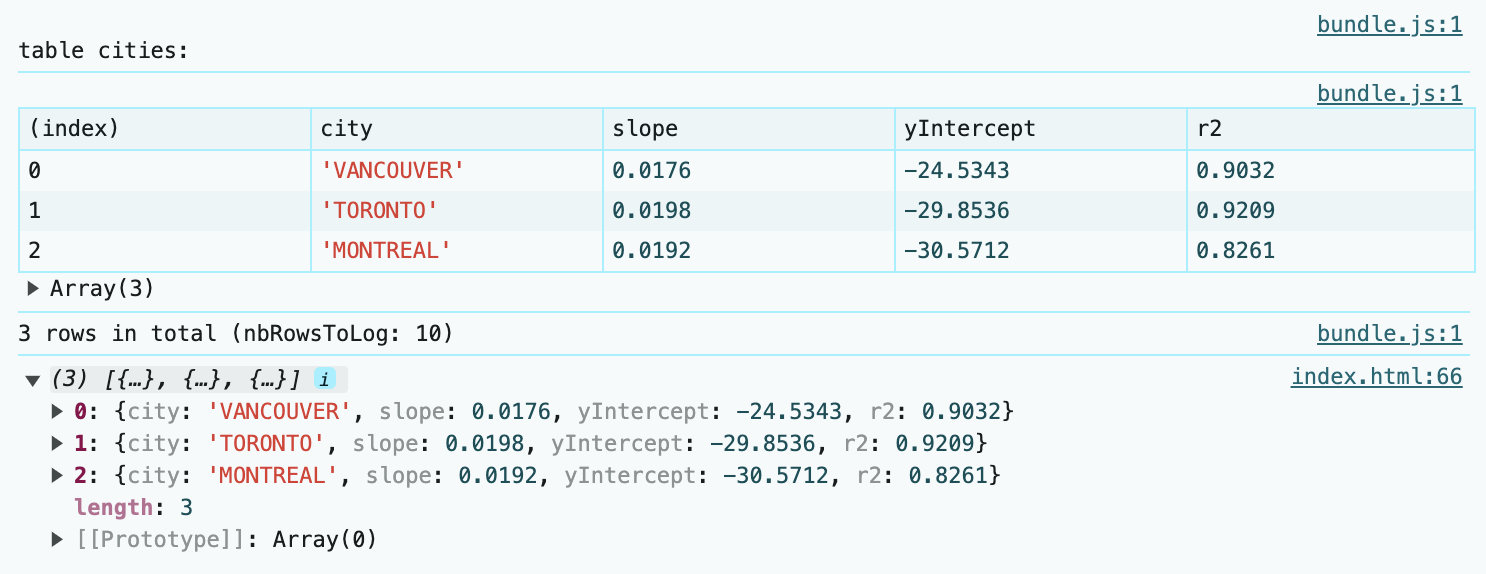 bundle.js:1
table cities:
bundle.js:1
(index) city slope yIntercept r2
0 'VANCOUVER' 0.0176 -24.5343 0.9032
1 'TORONTO' 0.0198 -29.8536 0.9209
2 'MONTREAL' 0.0192 -30.5712 0.8261
▶ Array(3)
3 rows in total (nbRowsToLog: 10) bundle.js:1
▼ (3) [{…}, {…}, {…}] i index.html:66
▶ 0: {city: 'VANCOUVER', slope: 0.0176, yIntercept: -24.5343, r2: 0.9032}
▶ 1: {city: 'TORONTO', slope: 0.0198, yIntercept: -29.8536, r2: 0.9209}
▶ 2: {city: 'MONTREAL', slope: 0.0192, yIntercept: -30.5712, r2: 0.8261}
length: 3
▶ [[Prototype]]: Array(0)